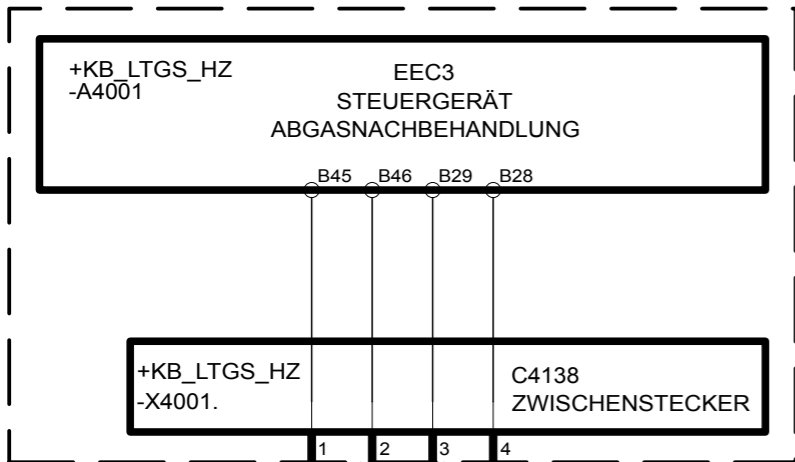 +KB_LTGS_HZ
-A4001
EEC3
STEUERGERÄT
ABGASNACHBEHANDLUNG
B45 B46 B29 B28
+KB_LTGS_HZ
-X4001.
C4138
ZWISCHENSTECKER
1 2 3 4